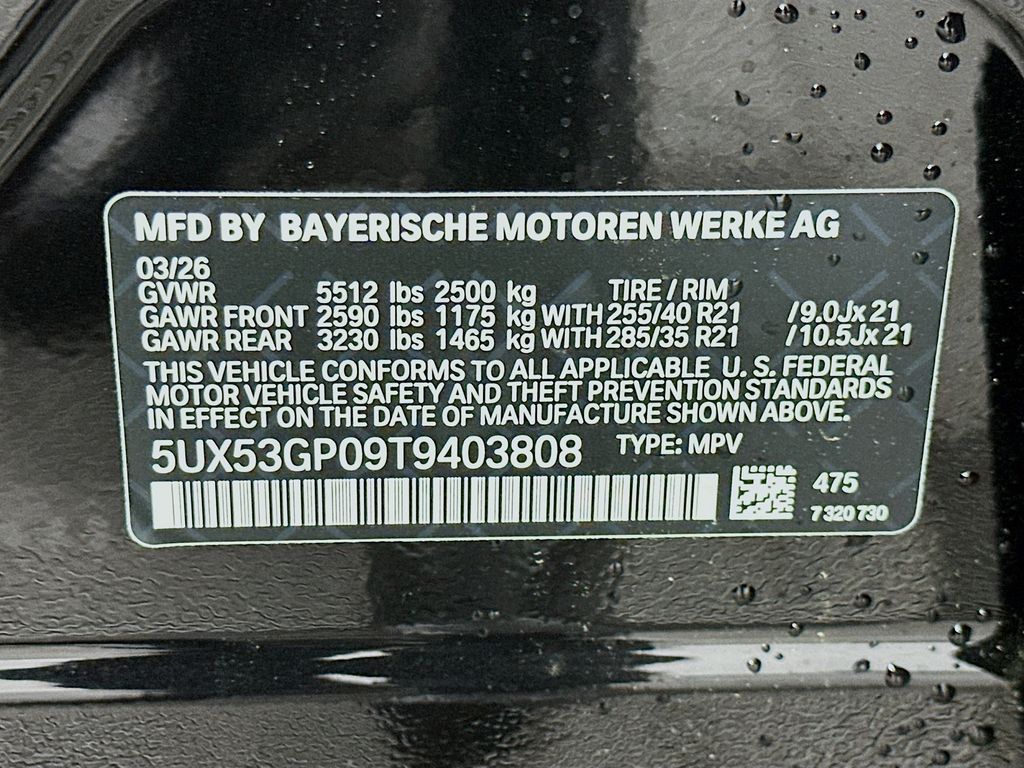 MFD BY BAYERISCHE MOTOREN WERKE AG
03/26
GVWR 5512 lbs 2500 kg TIRE / RIM
GAWR FRONT 2590 lbs 1175 kg WITH 255/40 R21 /9.0Jx21
GAWR REAR 3230 lbs 1465 kg WITH 285/35 R21 /10.5Jx21
THIS VEHICLE CONFORMS TO ALL APPLICABLE U. S. FEDERAL
MOTOR VEHICLE SAFETY AND THEFT PREVENTION STANDARDS
IN EFFECT ON THE DATE OF MANUFACTURE SHOWN ABOVE.
5UX53GP09T9403808 TYPE: MPV
475
7 320 730